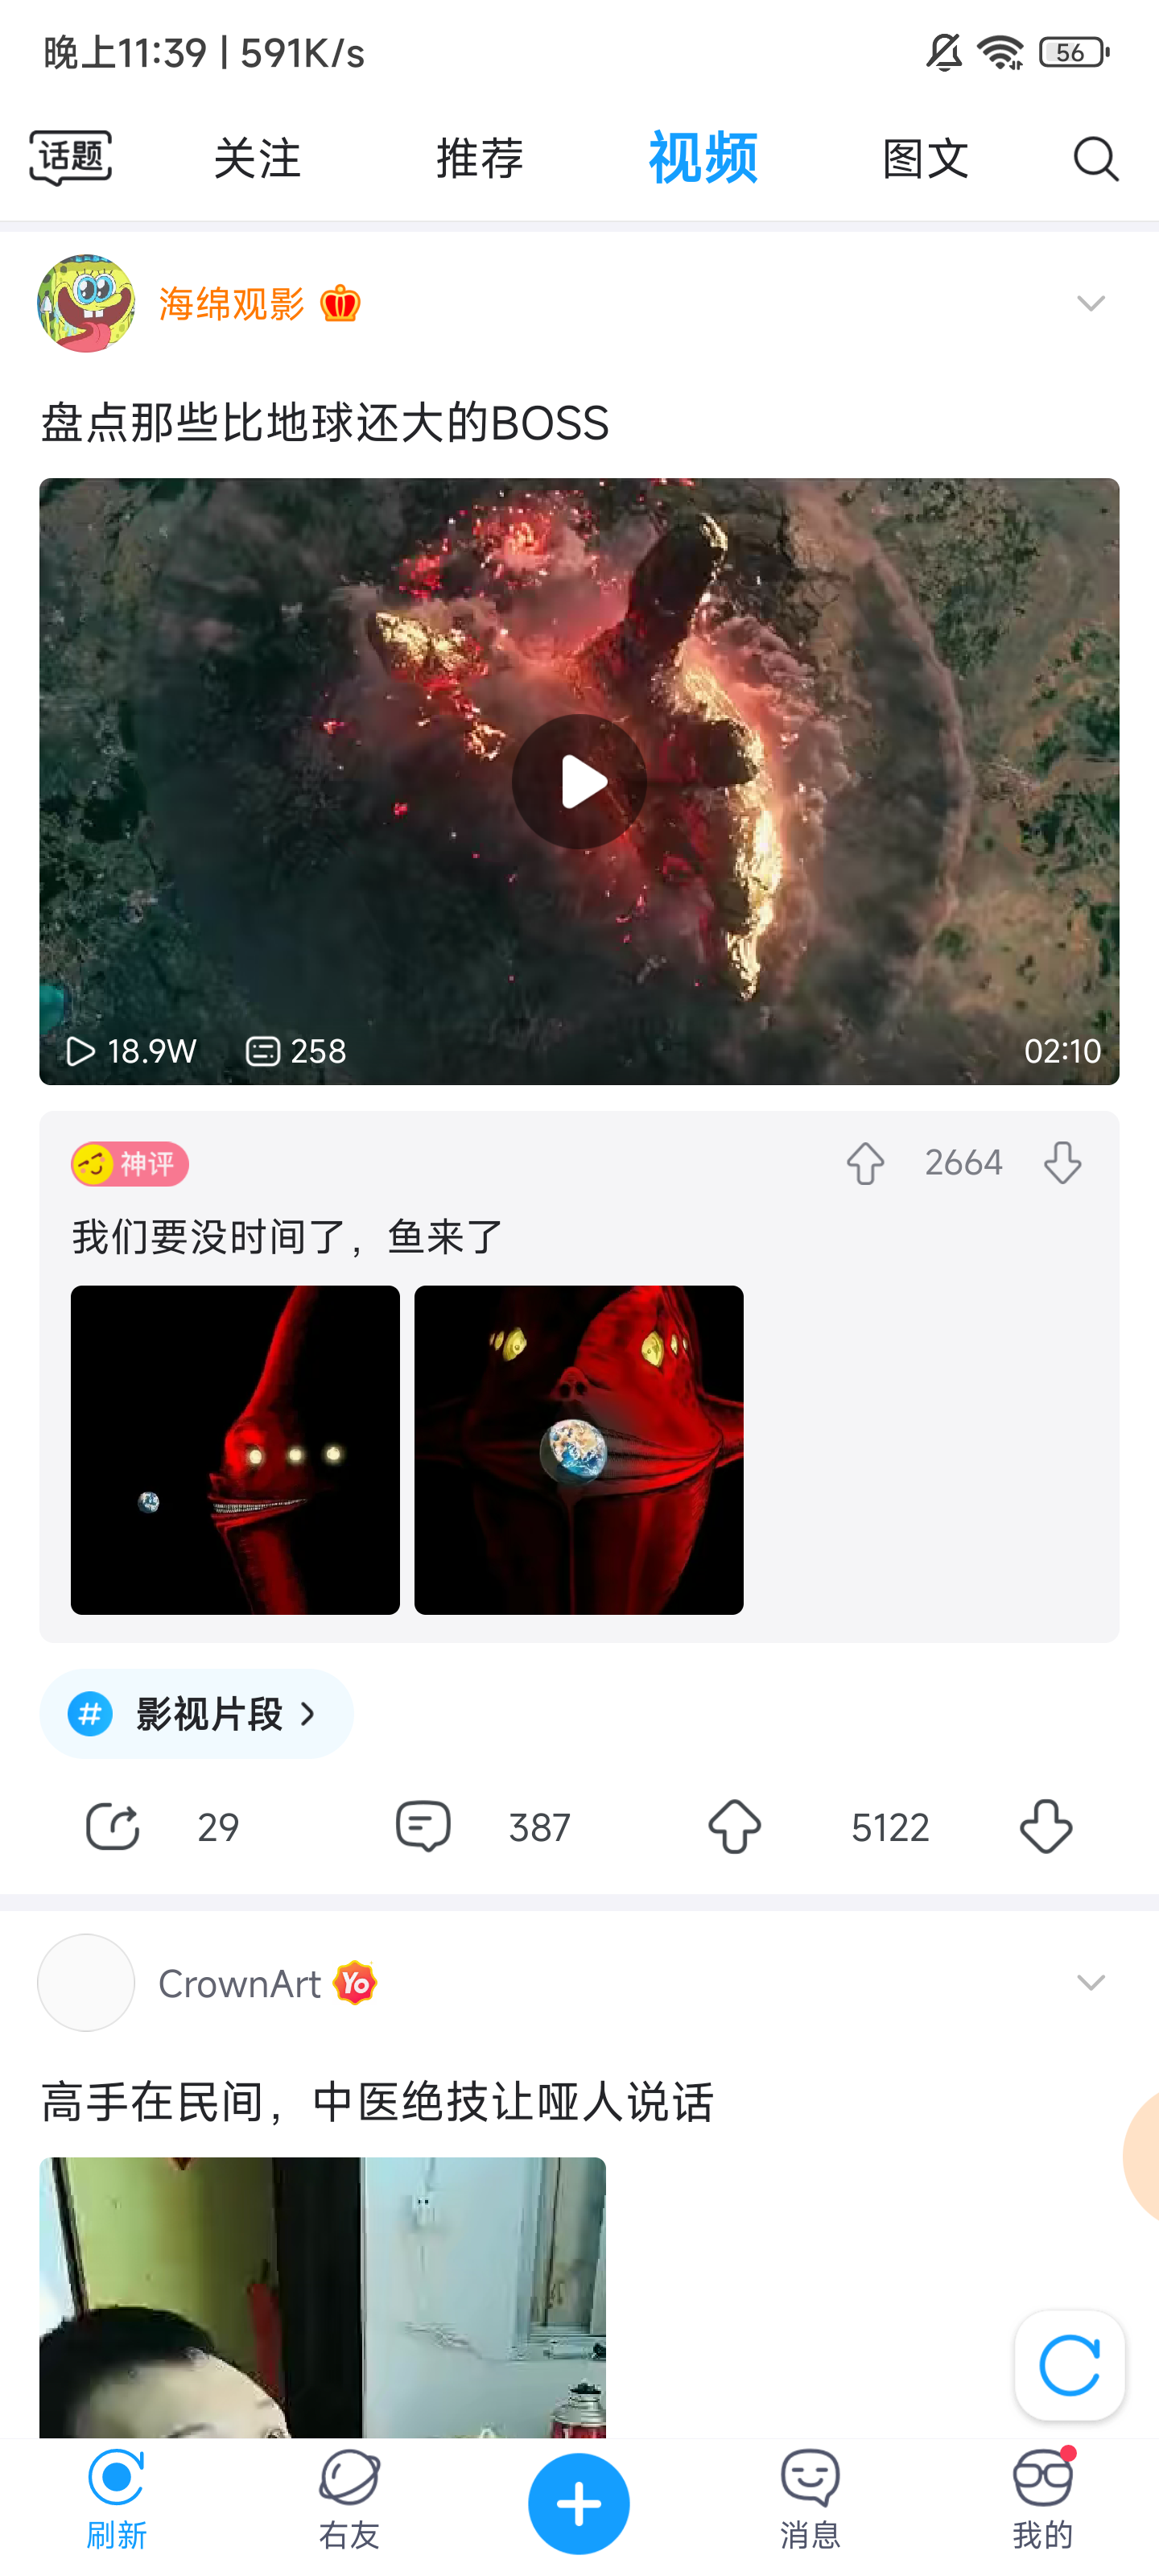 晚上11:39 | 591K/s
56
话题
关注
推荐
视频
图文
海绵观影
盘点那些比地球还大的BOSS
18.9W
258
02:10
神评
2664
我们要没时间了，鱼来了
# 影视片段
29
387
5122
CrownArt
Yo
高手在民间，中医绝技让哑人说话
刷新
右友
消息
我的